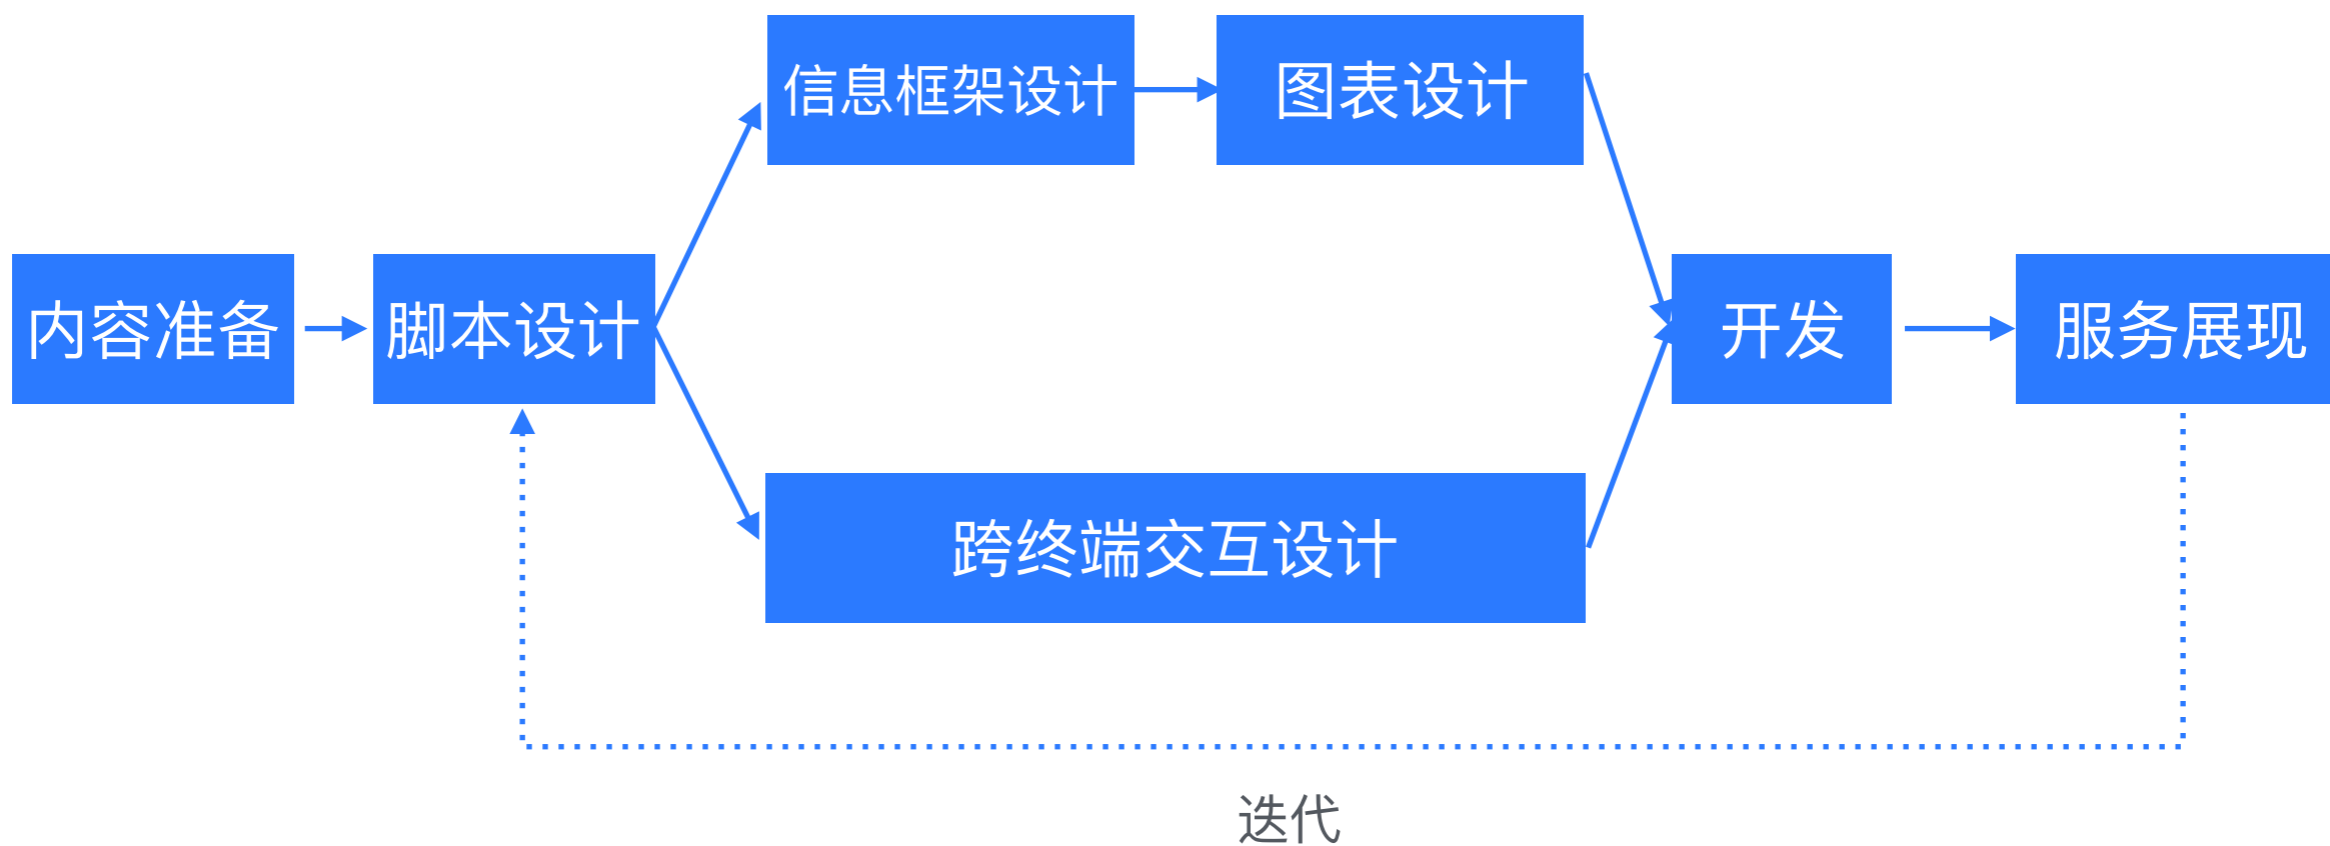 信息框架设计
图表设计
内容准备
脚本设计
开发
服务展现
跨终端交互设计
迭代